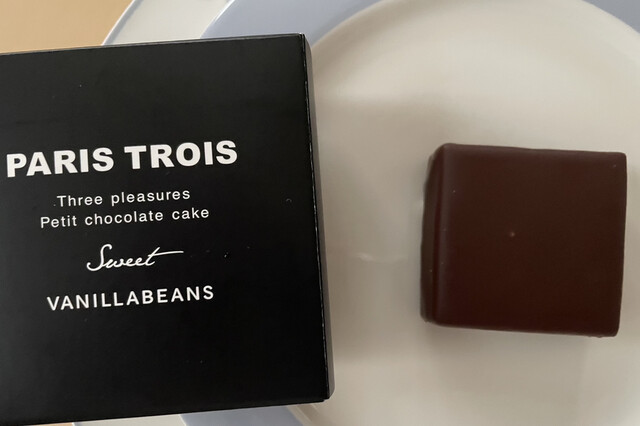 PARIS TROIS
Three pleasures
Petit chocolate cake
Sweet
VANILLABEANS